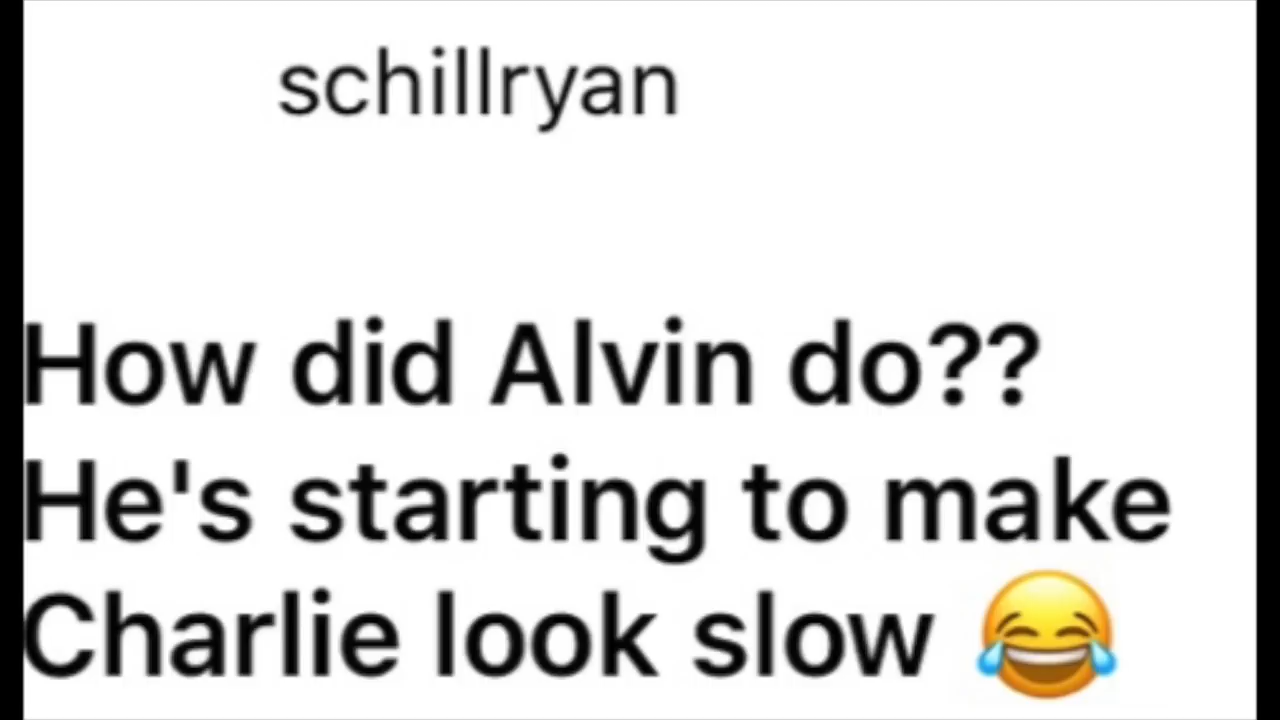 schillryan
How did Alvin do??
He's starting to make
Charlie look slow 😂